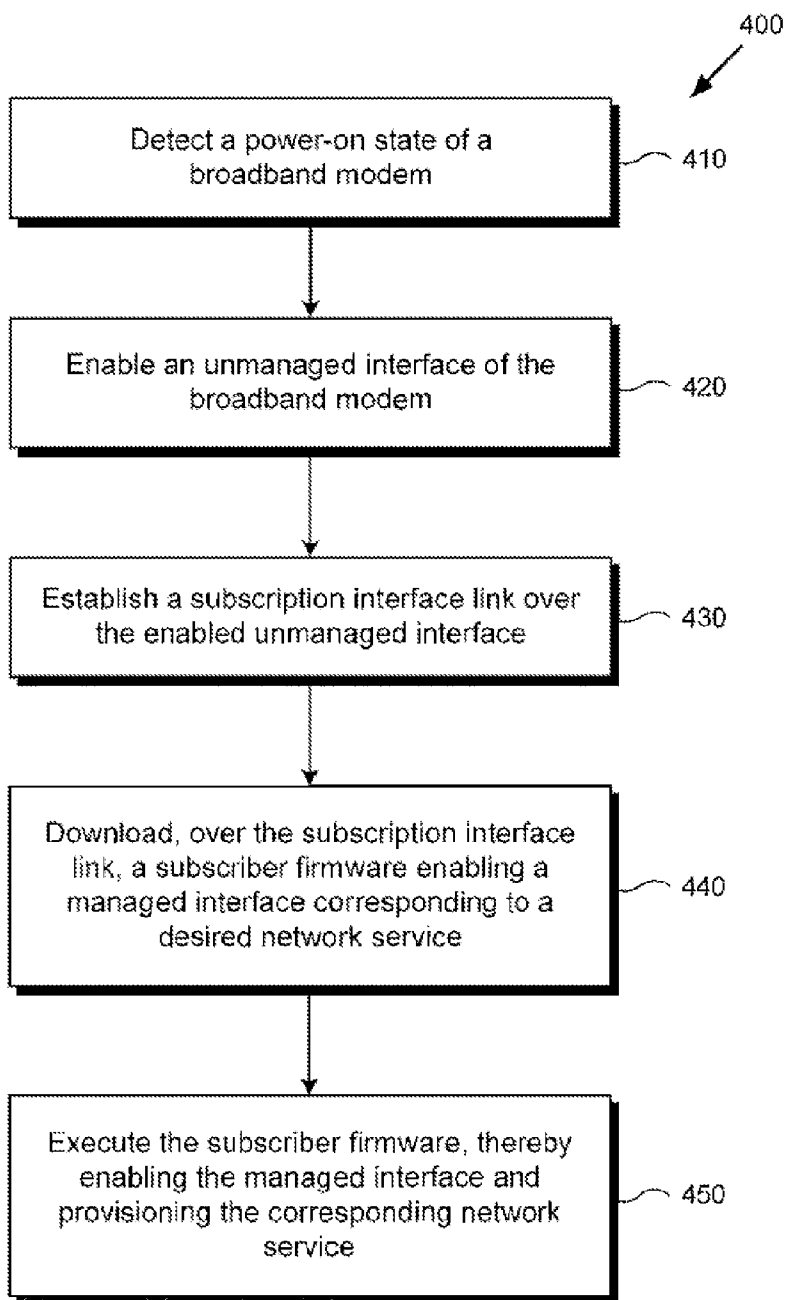 400
Detect a power-on state of a
broadband modem
410
Enable an unmanaged interface of the
broadband modem
420
Establish a subscription interface link over
the enabled unmanaged interface
430
Download, over the subscription interface
link, a subscriber firmware enabling a
managed interface corresponding to a
desired network service
440
Execute the subscriber firmware, thereby
enabling the managed interface and
provisioning the corresponding network
service
450